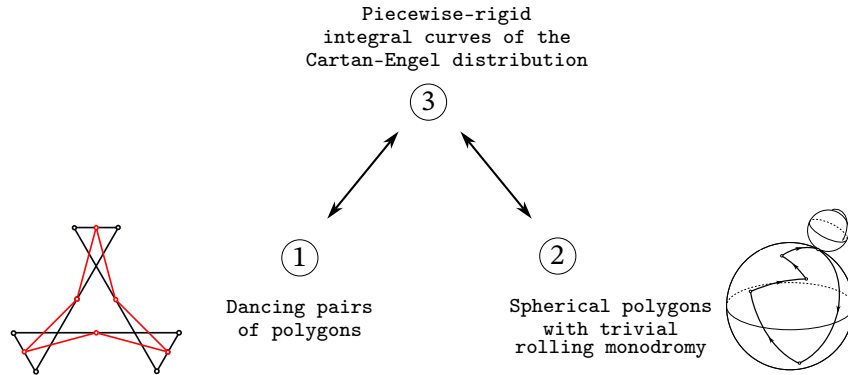 Piecewise-rigid
integral curves of the
Cartan-Engel distribution
3
1
2
Dancing pairs
of polygons
Spherical polygons
with trivial
rolling monodromy